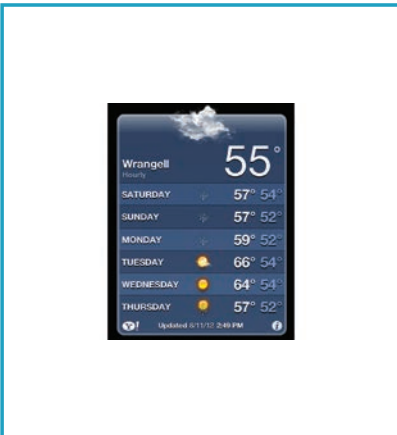 Wrangell
Hourly
55°
SATURDAY 57° 54°
SUNDAY 57° 52°
MONDAY 59° 52°
TUESDAY 66° 54°
WEDNESDAY 64° 54°
THURSDAY 57° 52°
Y! Updated 6/11/12 2:49 PM i